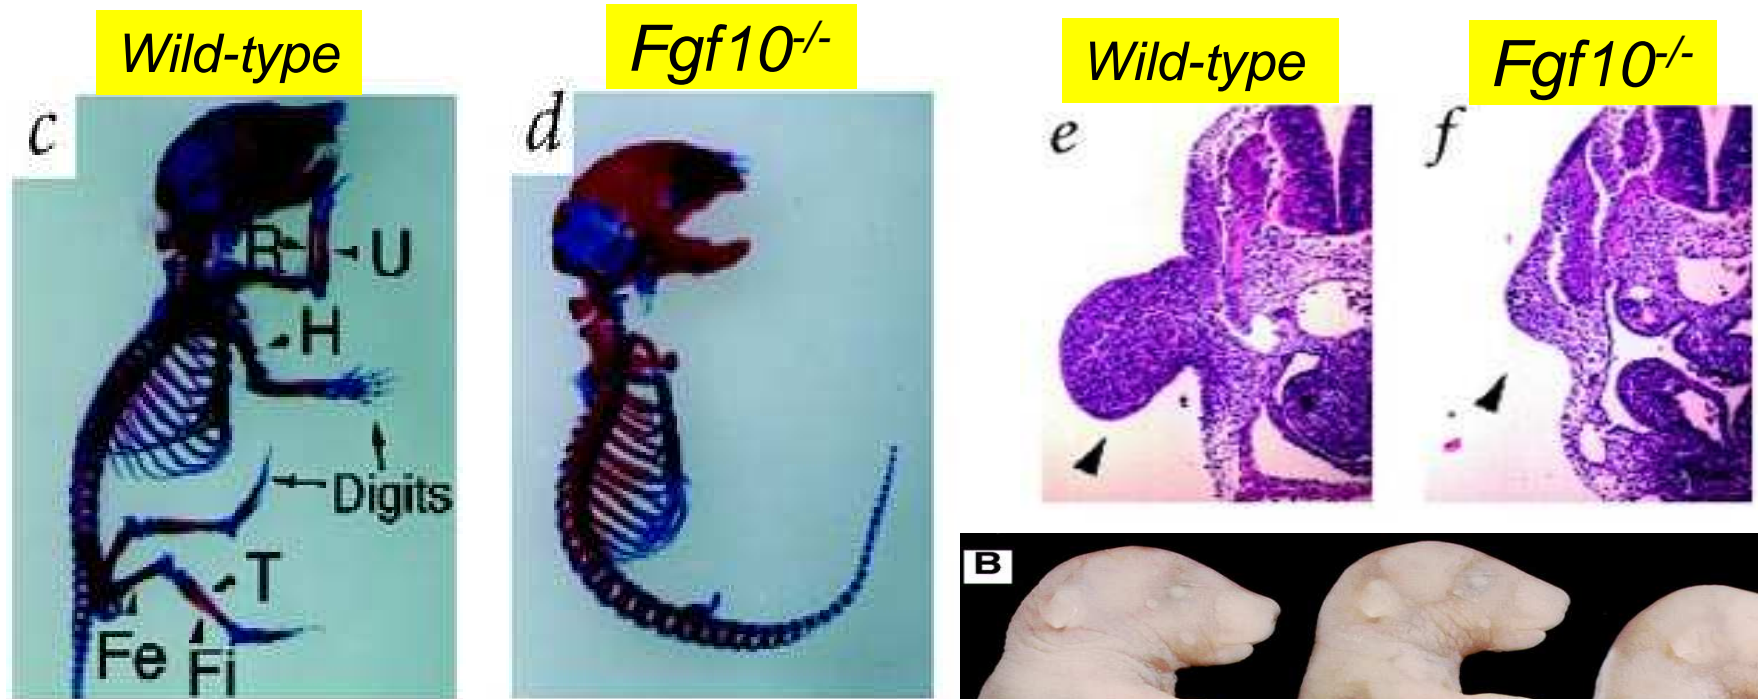 Wild-type
Fgf10-/-
Wild-type
Fgf10-/-
c
d
e
f
R
U
H
Digits
T
Fe
Fi
B